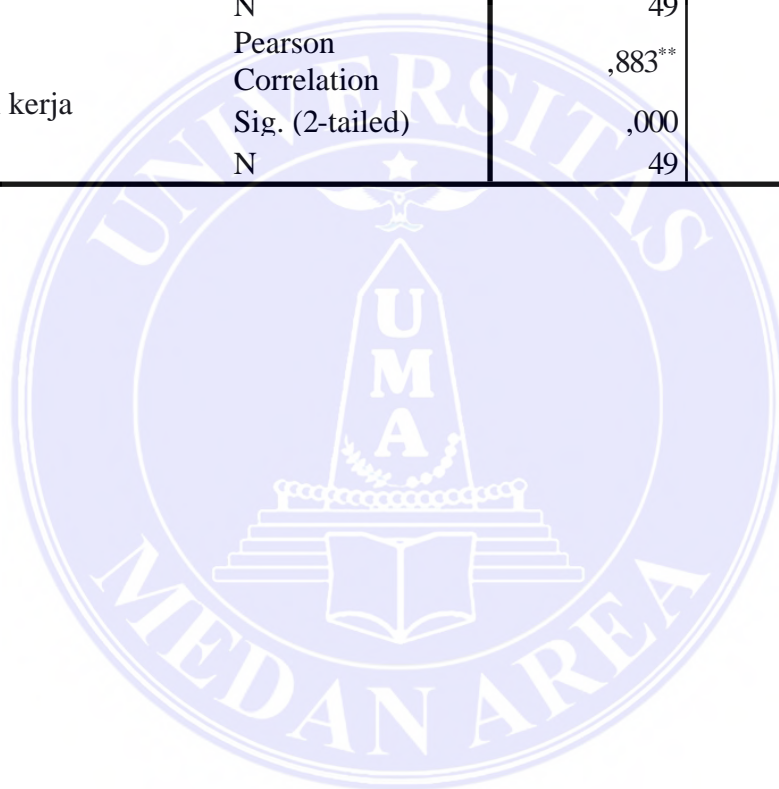 N 49
Pearson
Correlation ,883**
kerja
Sig. (2-tailed) ,000
N 49
UNIVERSITAS
UMA
MEDAN AREA